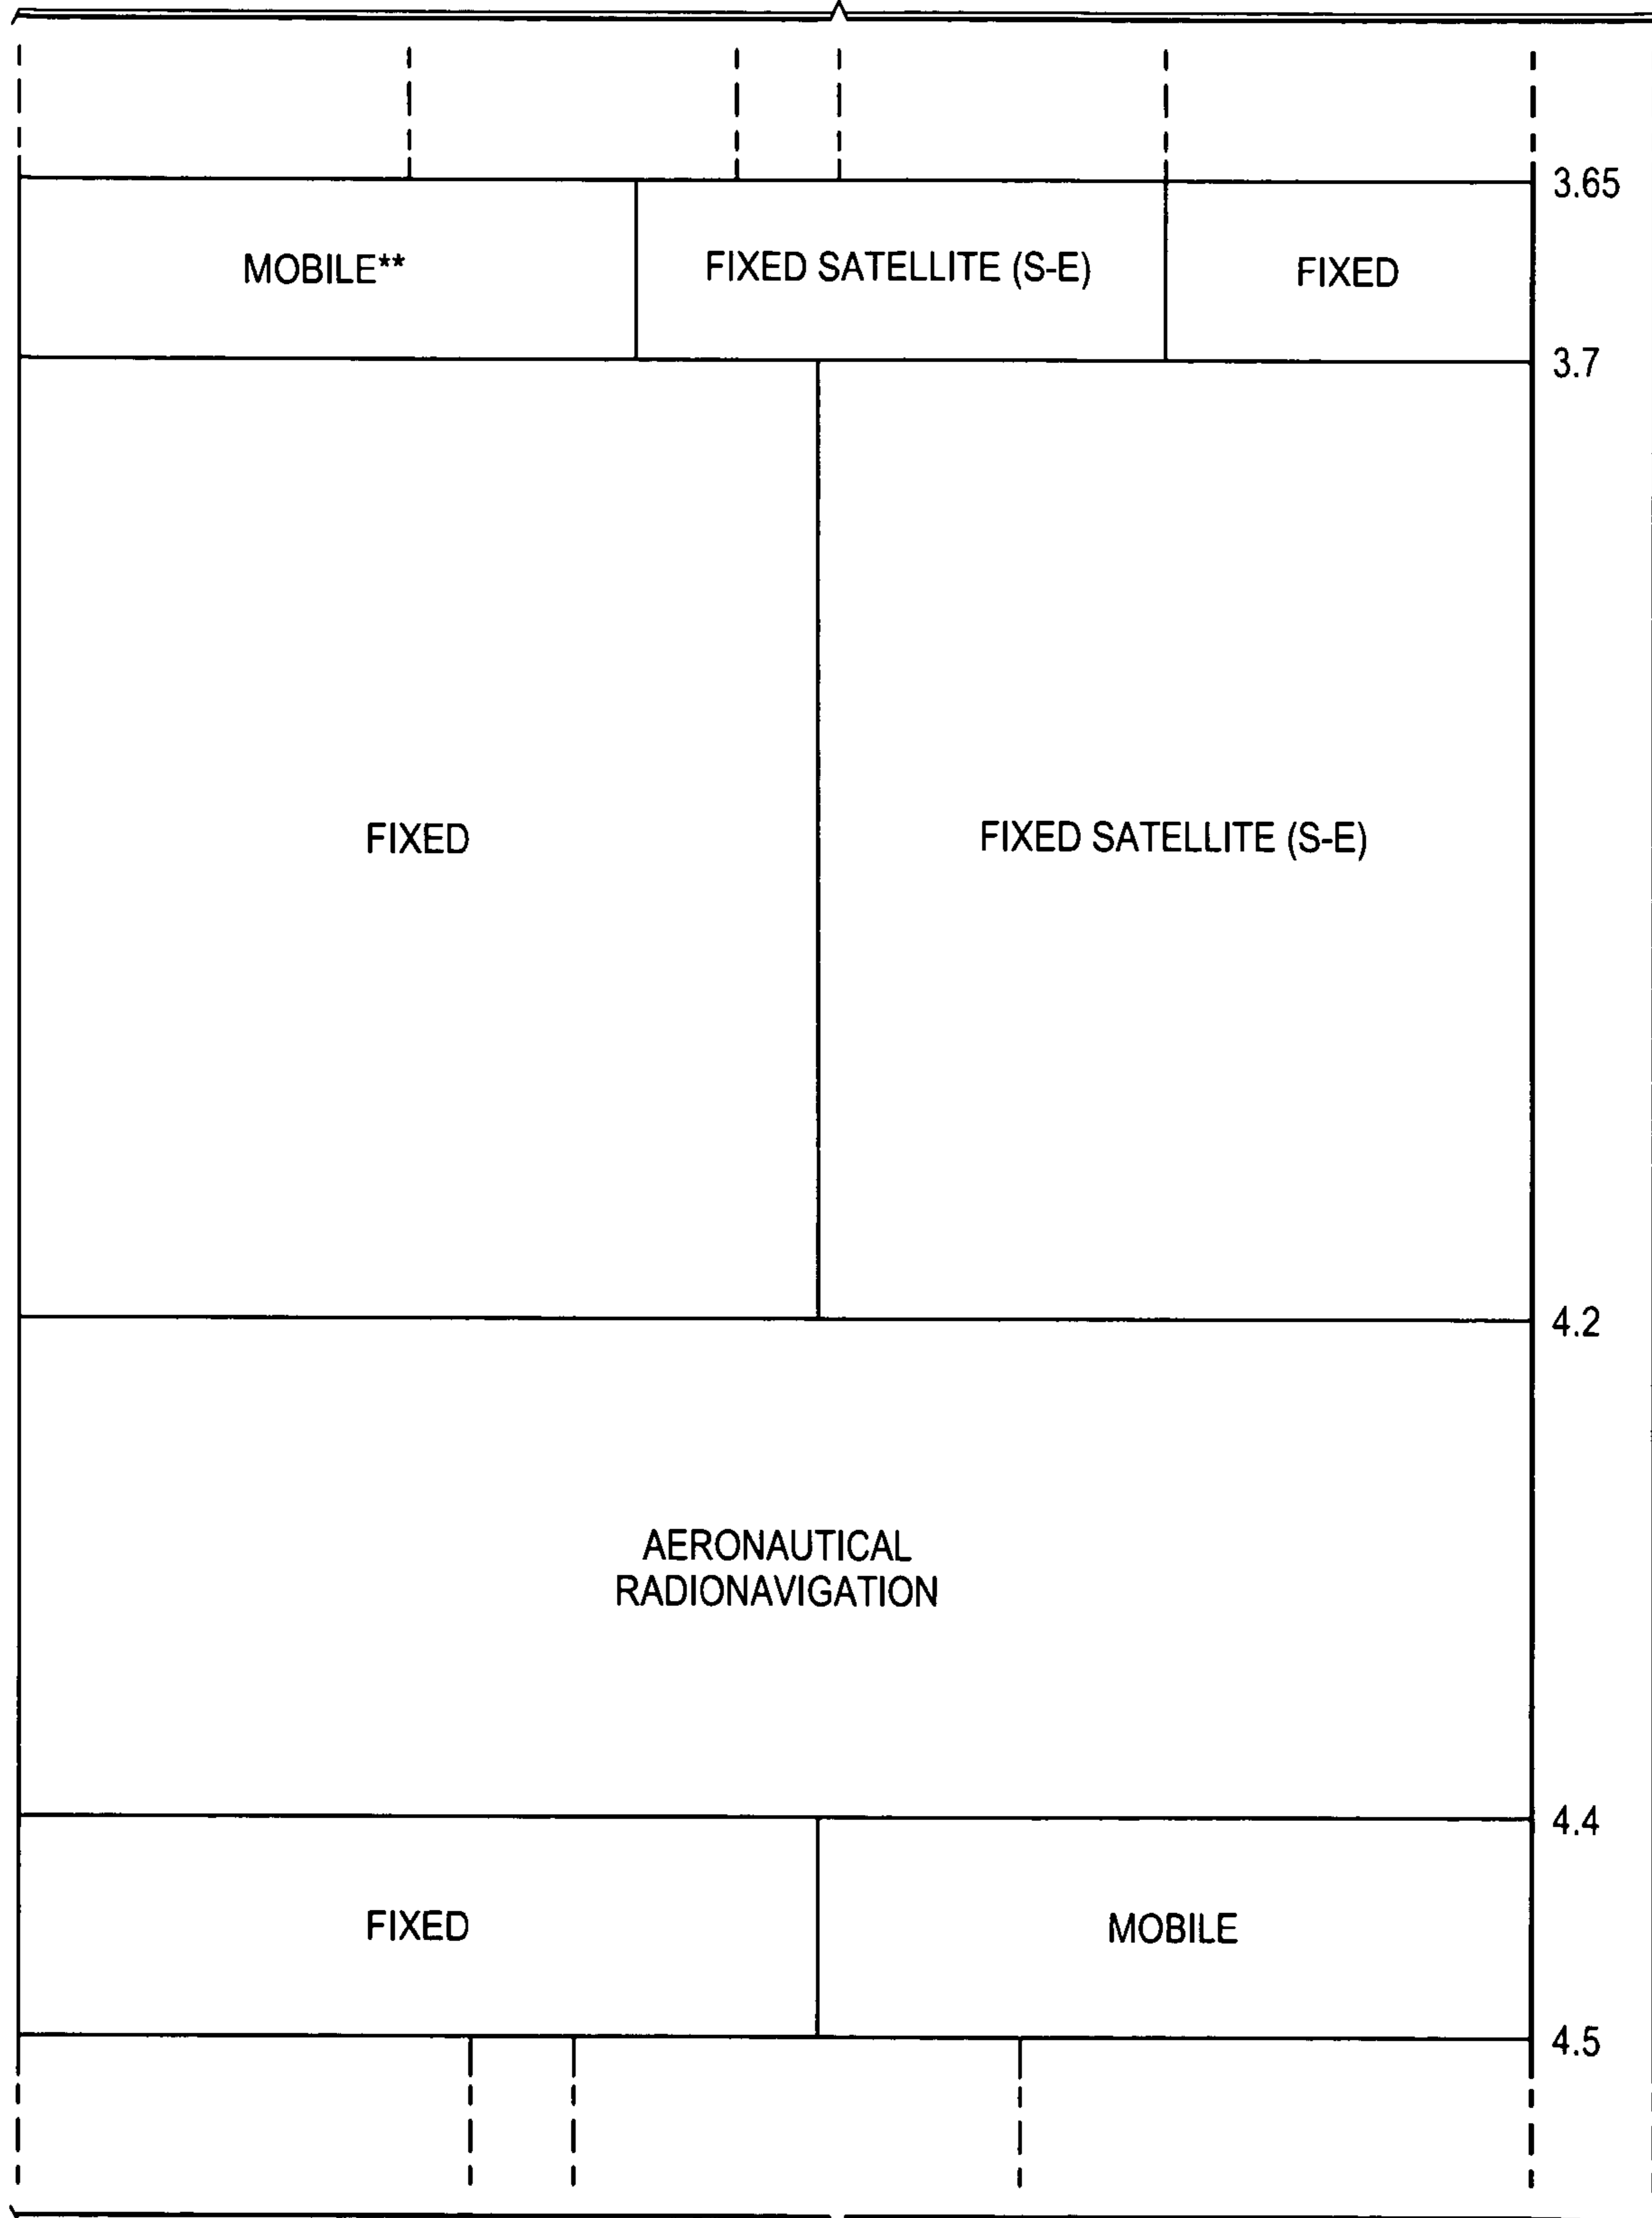 3.65
MOBILE**
FIXED SATELLITE (S-E)
FIXED
3.7
FIXED
FIXED SATELLITE (S-E)
4.2
AERONAUTICAL
RADIONAVIGATION
4.4
FIXED
MOBILE
4.5